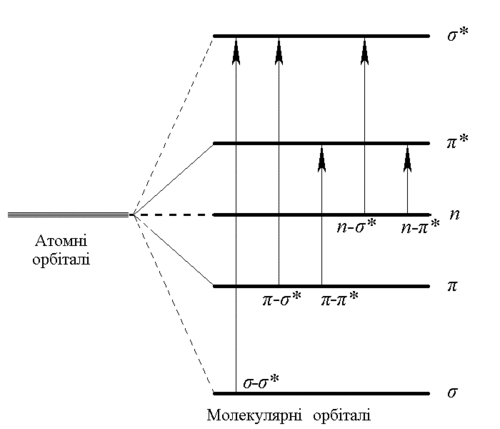 σ*
π*
n
n-σ*
n-π*
Атомні
орбіталі
π
π-σ*
π-π*
σ-σ*
σ
Молекулярні орбіталі